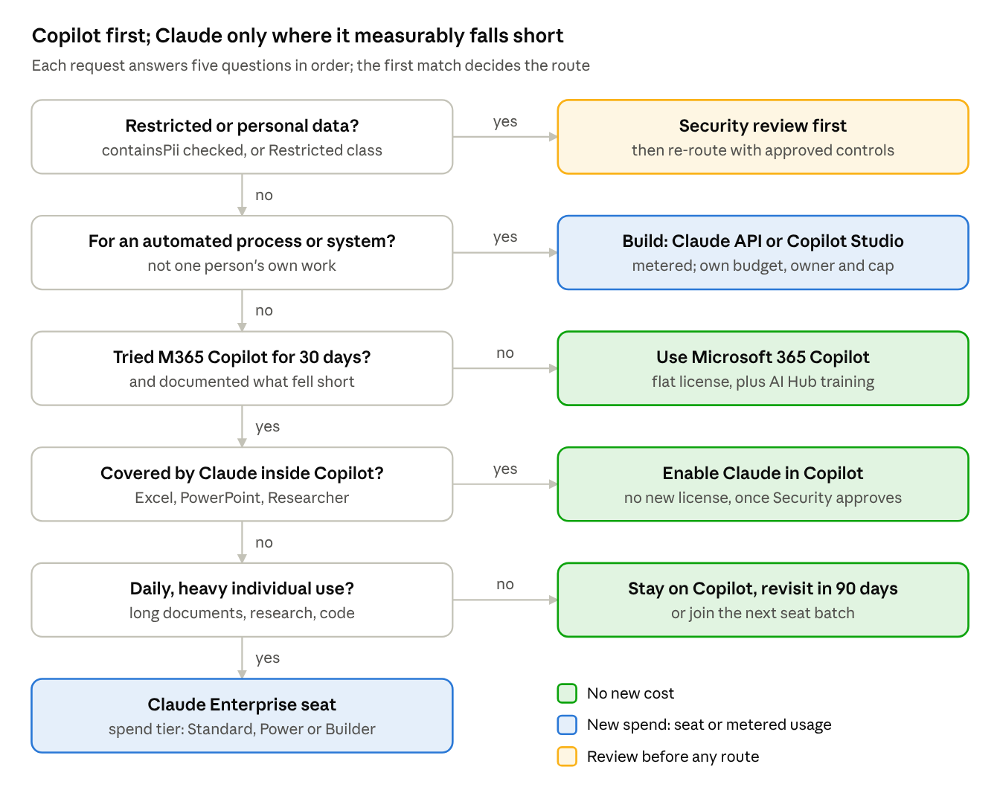 Copilot first; Claude only where it measurably falls short
Each request answers five questions in order; the first match decides the route
Restricted or personal data?
containsPii checked, or Restricted class
yes
Security review first
then re-route with approved controls
no
For an automated process or system?
not one person's own work
yes
Build: Claude API or Copilot Studio
metered; own budget, owner and cap
no
Tried M365 Copilot for 30 days?
and documented what fell short
no
Use Microsoft 365 Copilot
flat license, plus AI Hub training
yes
Covered by Claude inside Copilot?
Excel, PowerPoint, Researcher
yes
Enable Claude in Copilot
no new license, once Security approves
no
Daily, heavy individual use?
long documents, research, code
no
Stay on Copilot, revisit in 90 days
or join the next seat batch
yes
Claude Enterprise seat
spend tier: Standard, Power or Builder
No new cost
New spend: seat or metered usage
Review before any route